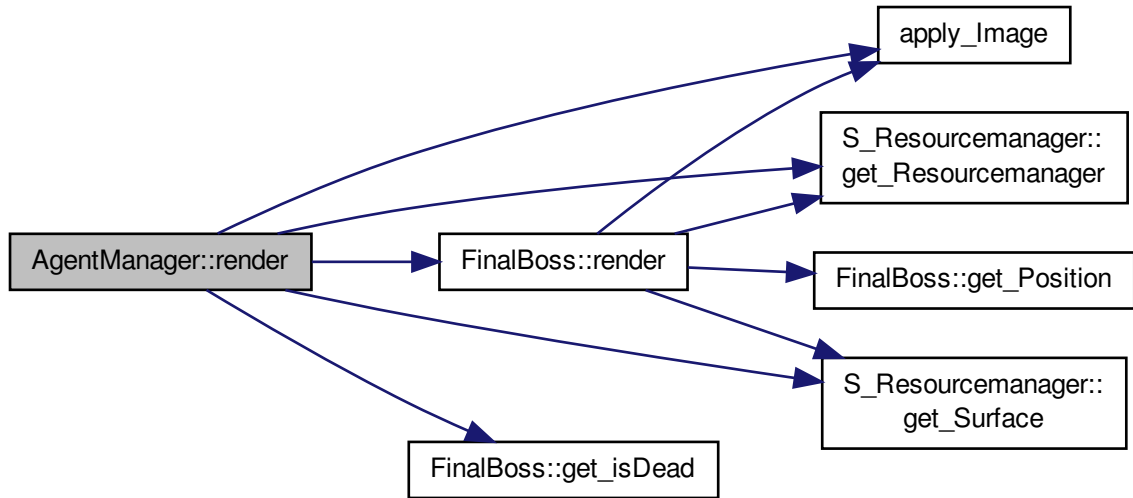 apply_Image
S_Resourcemanager::
get_Resourcemanager
AgentManager::render
FinalBoss::render
FinalBoss::get_Position
S_Resourcemanager::
get_Surface
FinalBoss::get_isDead